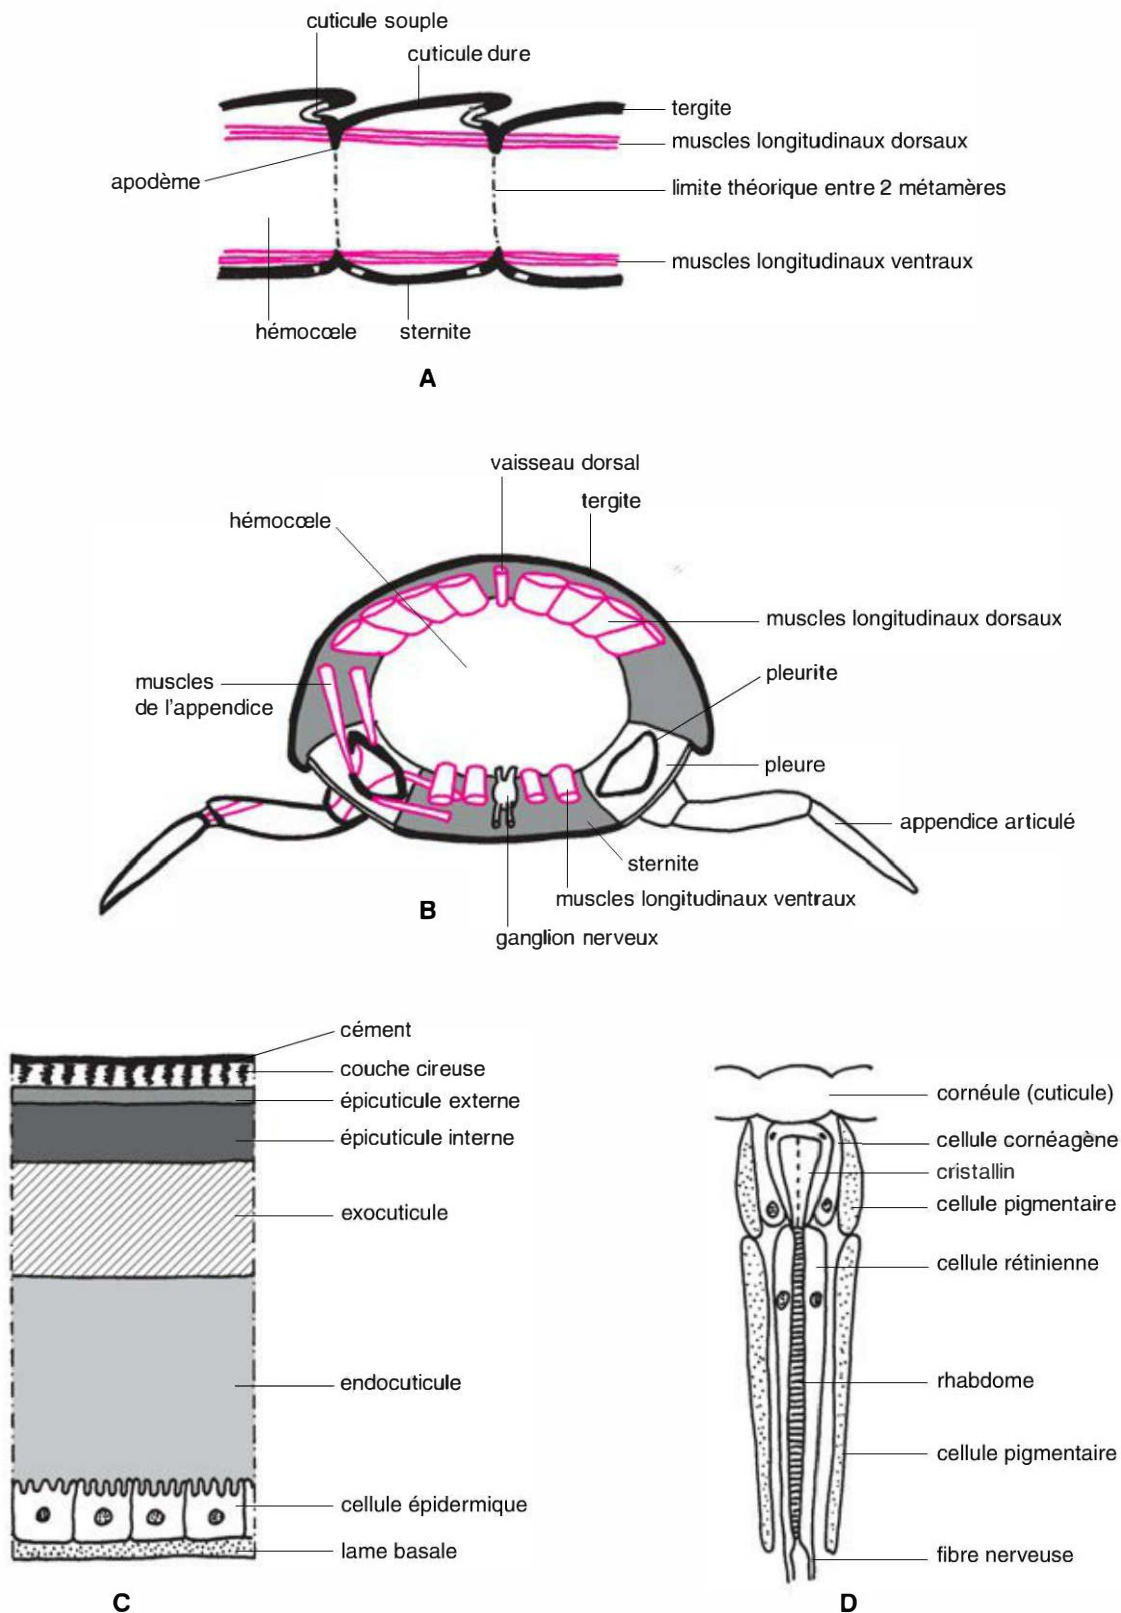 cuticule souple
cuticule dure
tergite
muscles longitudinaux dorsaux
apodème
limite théorique entre 2 métamères
muscles longitudinaux ventraux
hémocœle
sternite
A
vaisseau dorsal
tergite
hémocœle
muscles longitudinaux dorsaux
pleurite
muscles
de l'appendice
pleure
appendice articulé
sternite
muscles longitudinaux ventraux
B
ganglion nerveux
cément
couche cireuse
épicuticule externe
épicuticule interne
exocuticule
endocuticule
cellule épidermique
lame basale
C
cornéule (cuticule)
cellule cornéagène
cristallin
cellule pigmentaire
cellule rétinienne
rhabdome
cellule pigmentaire
fibre nerveuse
D